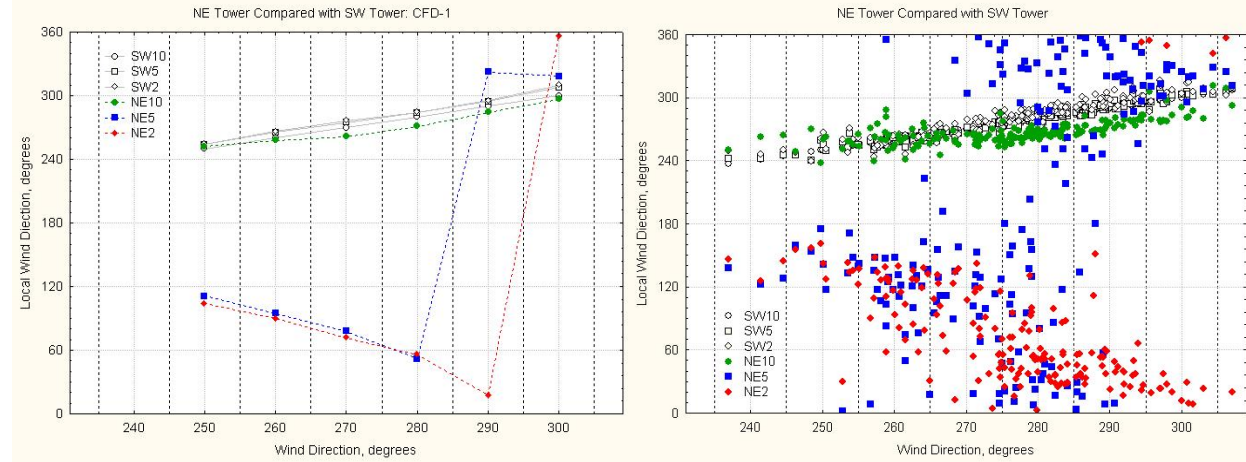 NE Tower Compared with SW Tower: CFD-1
360
300
240
180
120
60
0
Local Wind Direction, degrees
SW10
SW5
SW2
NE10
NE5
NE2
240 250 260 270 280 290 300
Wind Direction, degrees
NE Tower Compared with SW Tower
360
300
240
180
120
60
0
Local Wind Direction, degrees
SW10
SW5
SW2
NE10
NE5
NE2
240 250 260 270 280 290 300
Wind Direction, degrees